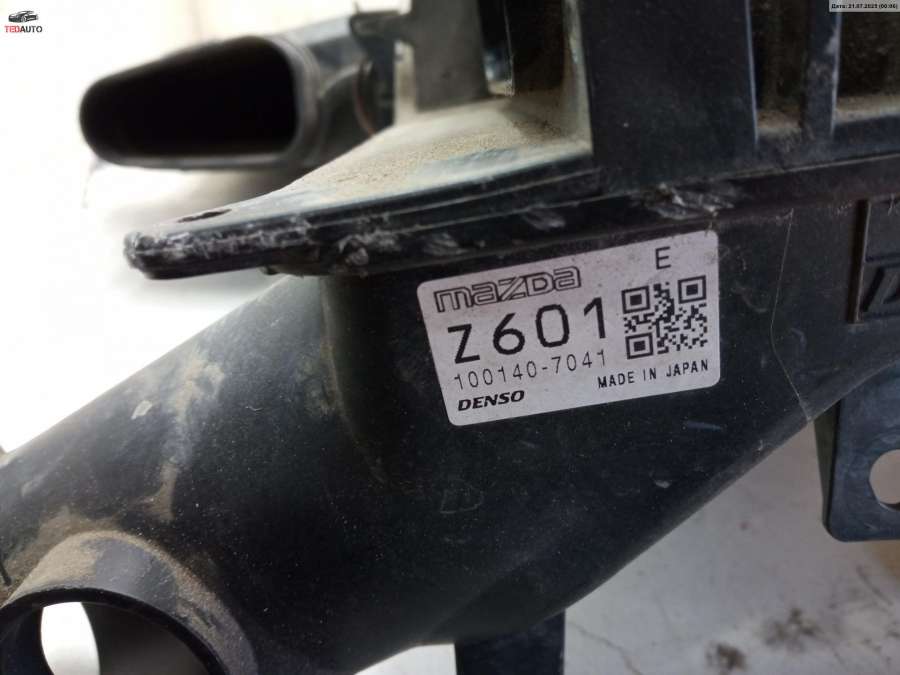 TEDAUTO
Дата: 21.07.2025 (00:06)
mazda
E
Z601
100140-7041
MADE IN JAPAN
DENSO